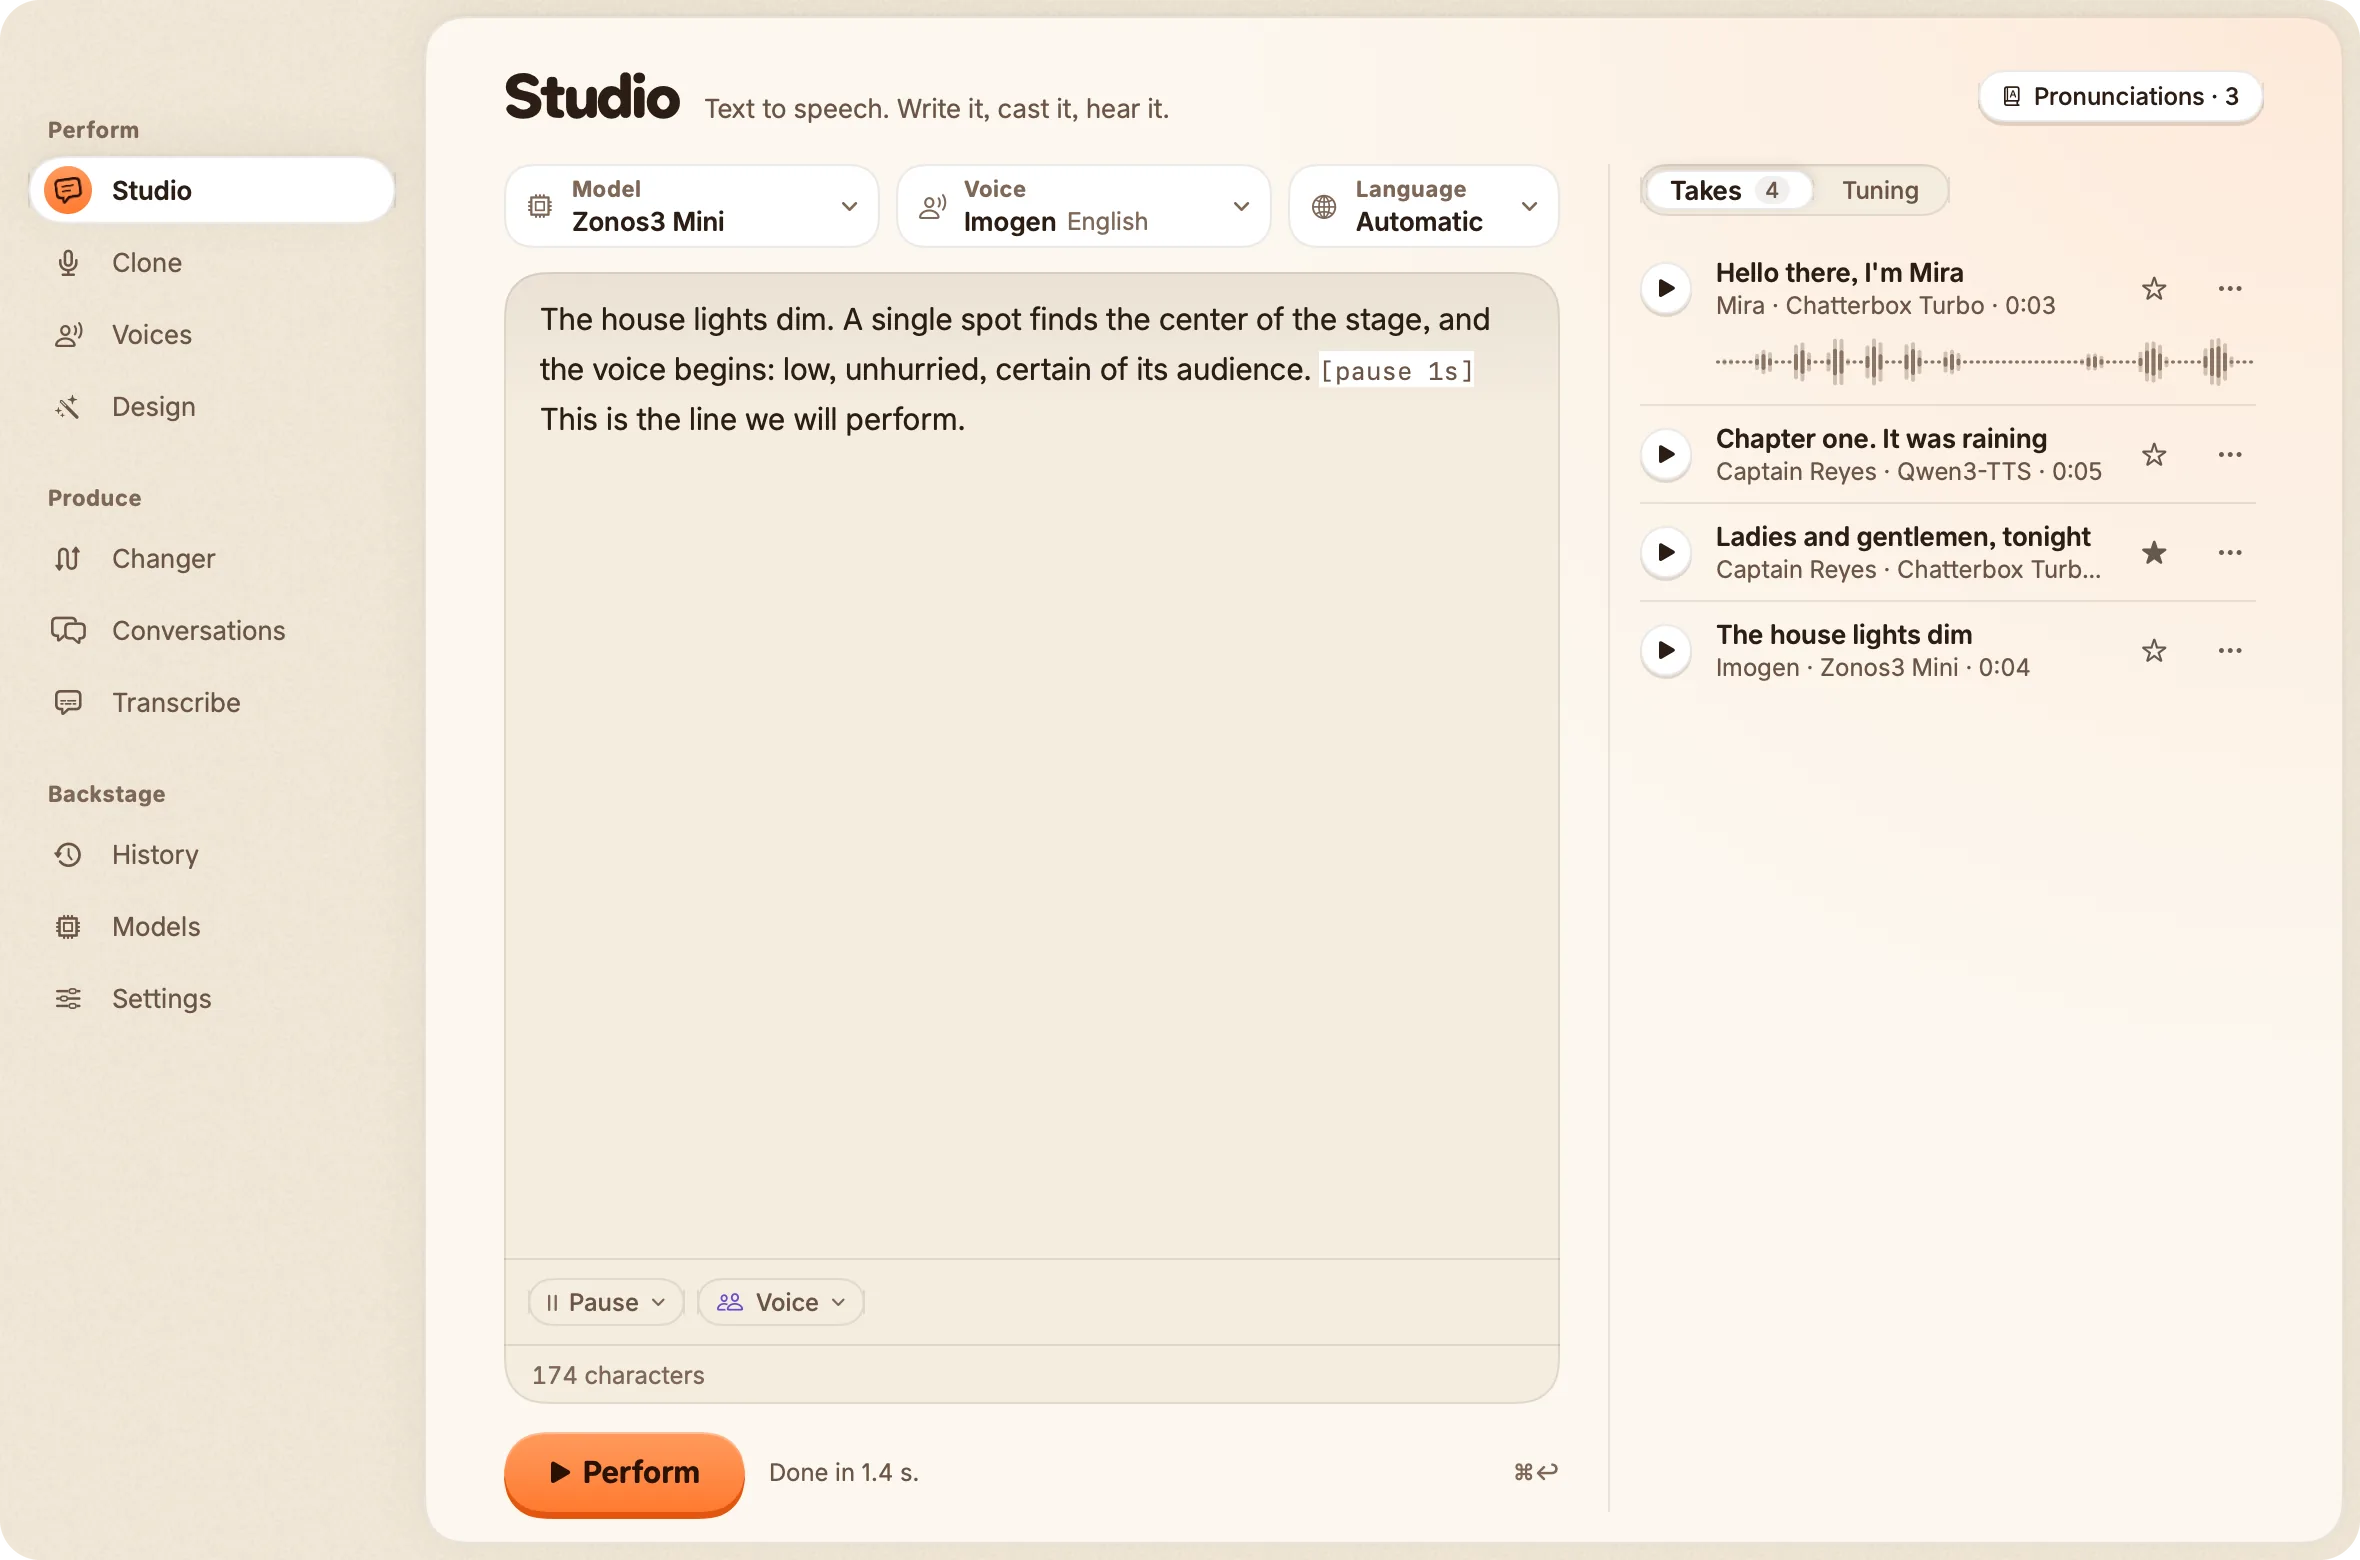 Perform
Studio
Clone
Voices
Design
Produce
Changer
Conversations
Transcribe
Backstage
History
Models
Settings
Studio
Text to speech. Write it, cast it, hear it.
Pronunciations · 3
Model
Zonos3 Mini
Voice
Imogen English
Language
Automatic
The house lights dim. A single spot finds the center of the stage, and
the voice begins: low, unhurried, certain of its audience. [pause 1s]
This is the line we will perform.
Pause
Voice
174 characters
Perform
Done in 1.4 s.
⌘↩
Takes 4
Tuning
Hello there, I'm Mira
Mira · Chatterbox Turbo · 0:03
Chapter one. It was raining
Captain Reyes · Qwen3-TTS · 0:05
Ladies and gentlemen, tonight
Captain Reyes · Chatterbox Turb...
The house lights dim
Imogen · Zonos3 Mini · 0:04